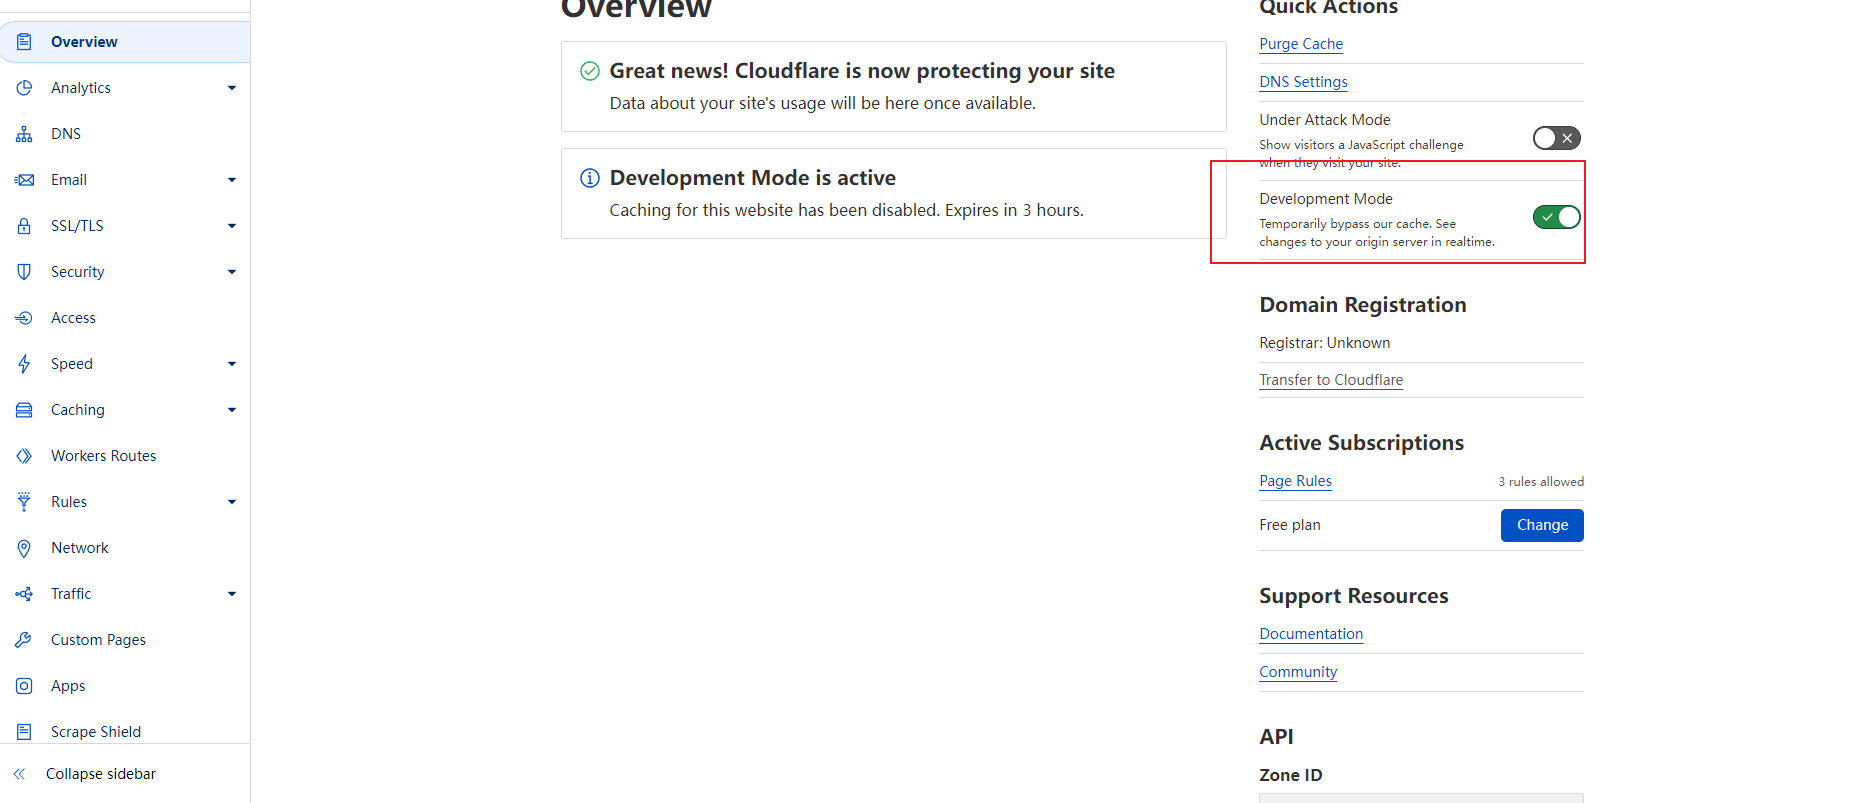 Overview
Analytics
DNS
Email
SSL/TLS
Security
Access
Speed
Caching
Workers Routes
Rules
Network
Traffic
Custom Pages
Apps
Scrape Shield
Collapse sidebar
Overview
Great news! Cloudflare is now protecting your site
Data about your site's usage will be here once available.
Development Mode is active
Caching for this website has been disabled. Expires in 3 hours.
Quick Actions
Purge Cache
DNS Settings
Under Attack Mode
Show visitors a JavaScript challenge
when they visit your site.
Development Mode
Temporarily bypass our cache. See
changes to your origin server in realtime.
Domain Registration
Registrar: Unknown
Transfer to Cloudflare
Active Subscriptions
Page Rules 3 rules allowed
Free plan Change
Support Resources
Documentation
Community
API
Zone ID